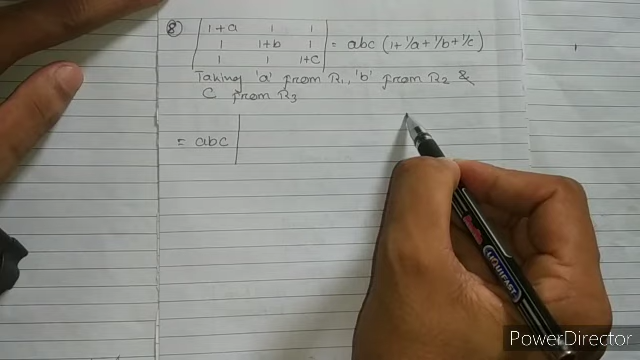 8 | 1+a 1 1 |
| 1 1+b 1 | = abc (1+1/a+1/b+1/c)
| 1 1 1+c |
Taking 'a' from R1, 'b' from R2 &
C from R3
= abc |
LIQUIFAST
PowerDirector